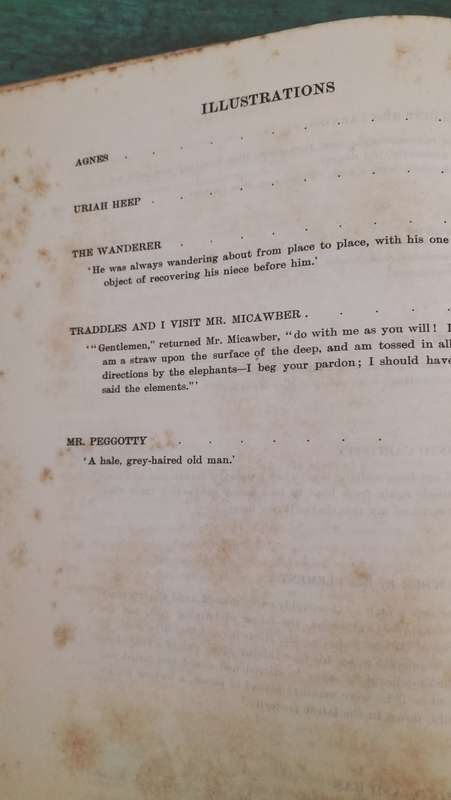 ILLUSTRATIONS
AGNES . . . . . . . .
URIAH HEEP . . . . . . .
THE WANDERER . . . . . . .
'He was always wandering about from place to place, with his one
object of recovering his niece before him.'
TRADDLES AND I VISIT MR. MICAWBER . . . . .
'"Gentlemen," returned Mr. Micawber, "do with me as you will! I
am a straw upon the surface of the deep, and am tossed in all
directions by the elephants—I beg your pardon; I should have
said the elements."'
MR. PEGGOTTY . . . . . . .
'A hale, grey-haired old man.'